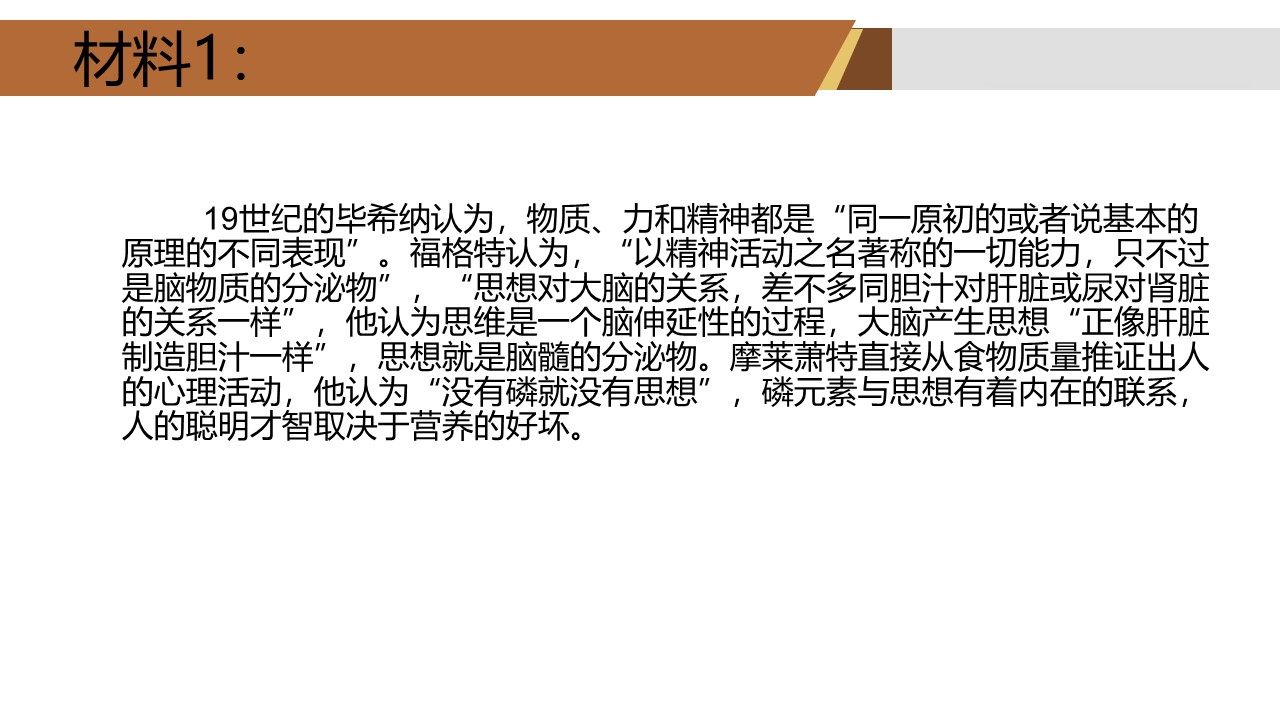 材料1：
19世纪的毕希纳认为，物质、力和精神都是“同一原初的或者说基本的
原理的不同表现”。福格特认为，“以精神活动之名著称的一切能力，只不过
是脑物质的分泌物”，“思想对大脑的关系，差不多同胆汁对肝脏或尿对肾脏
的关系一样”，他认为思维是一个脑伸延性的过程，大脑产生思想“正像肝脏
制造胆汁一样”，思想就是脑髓的分泌物。摩莱萧特直接从食物质量推证出人
的心理活动，他认为“没有磷就没有思想”，磷元素与思想有着内在的联系，
人的聪明才智取决于营养的好坏。